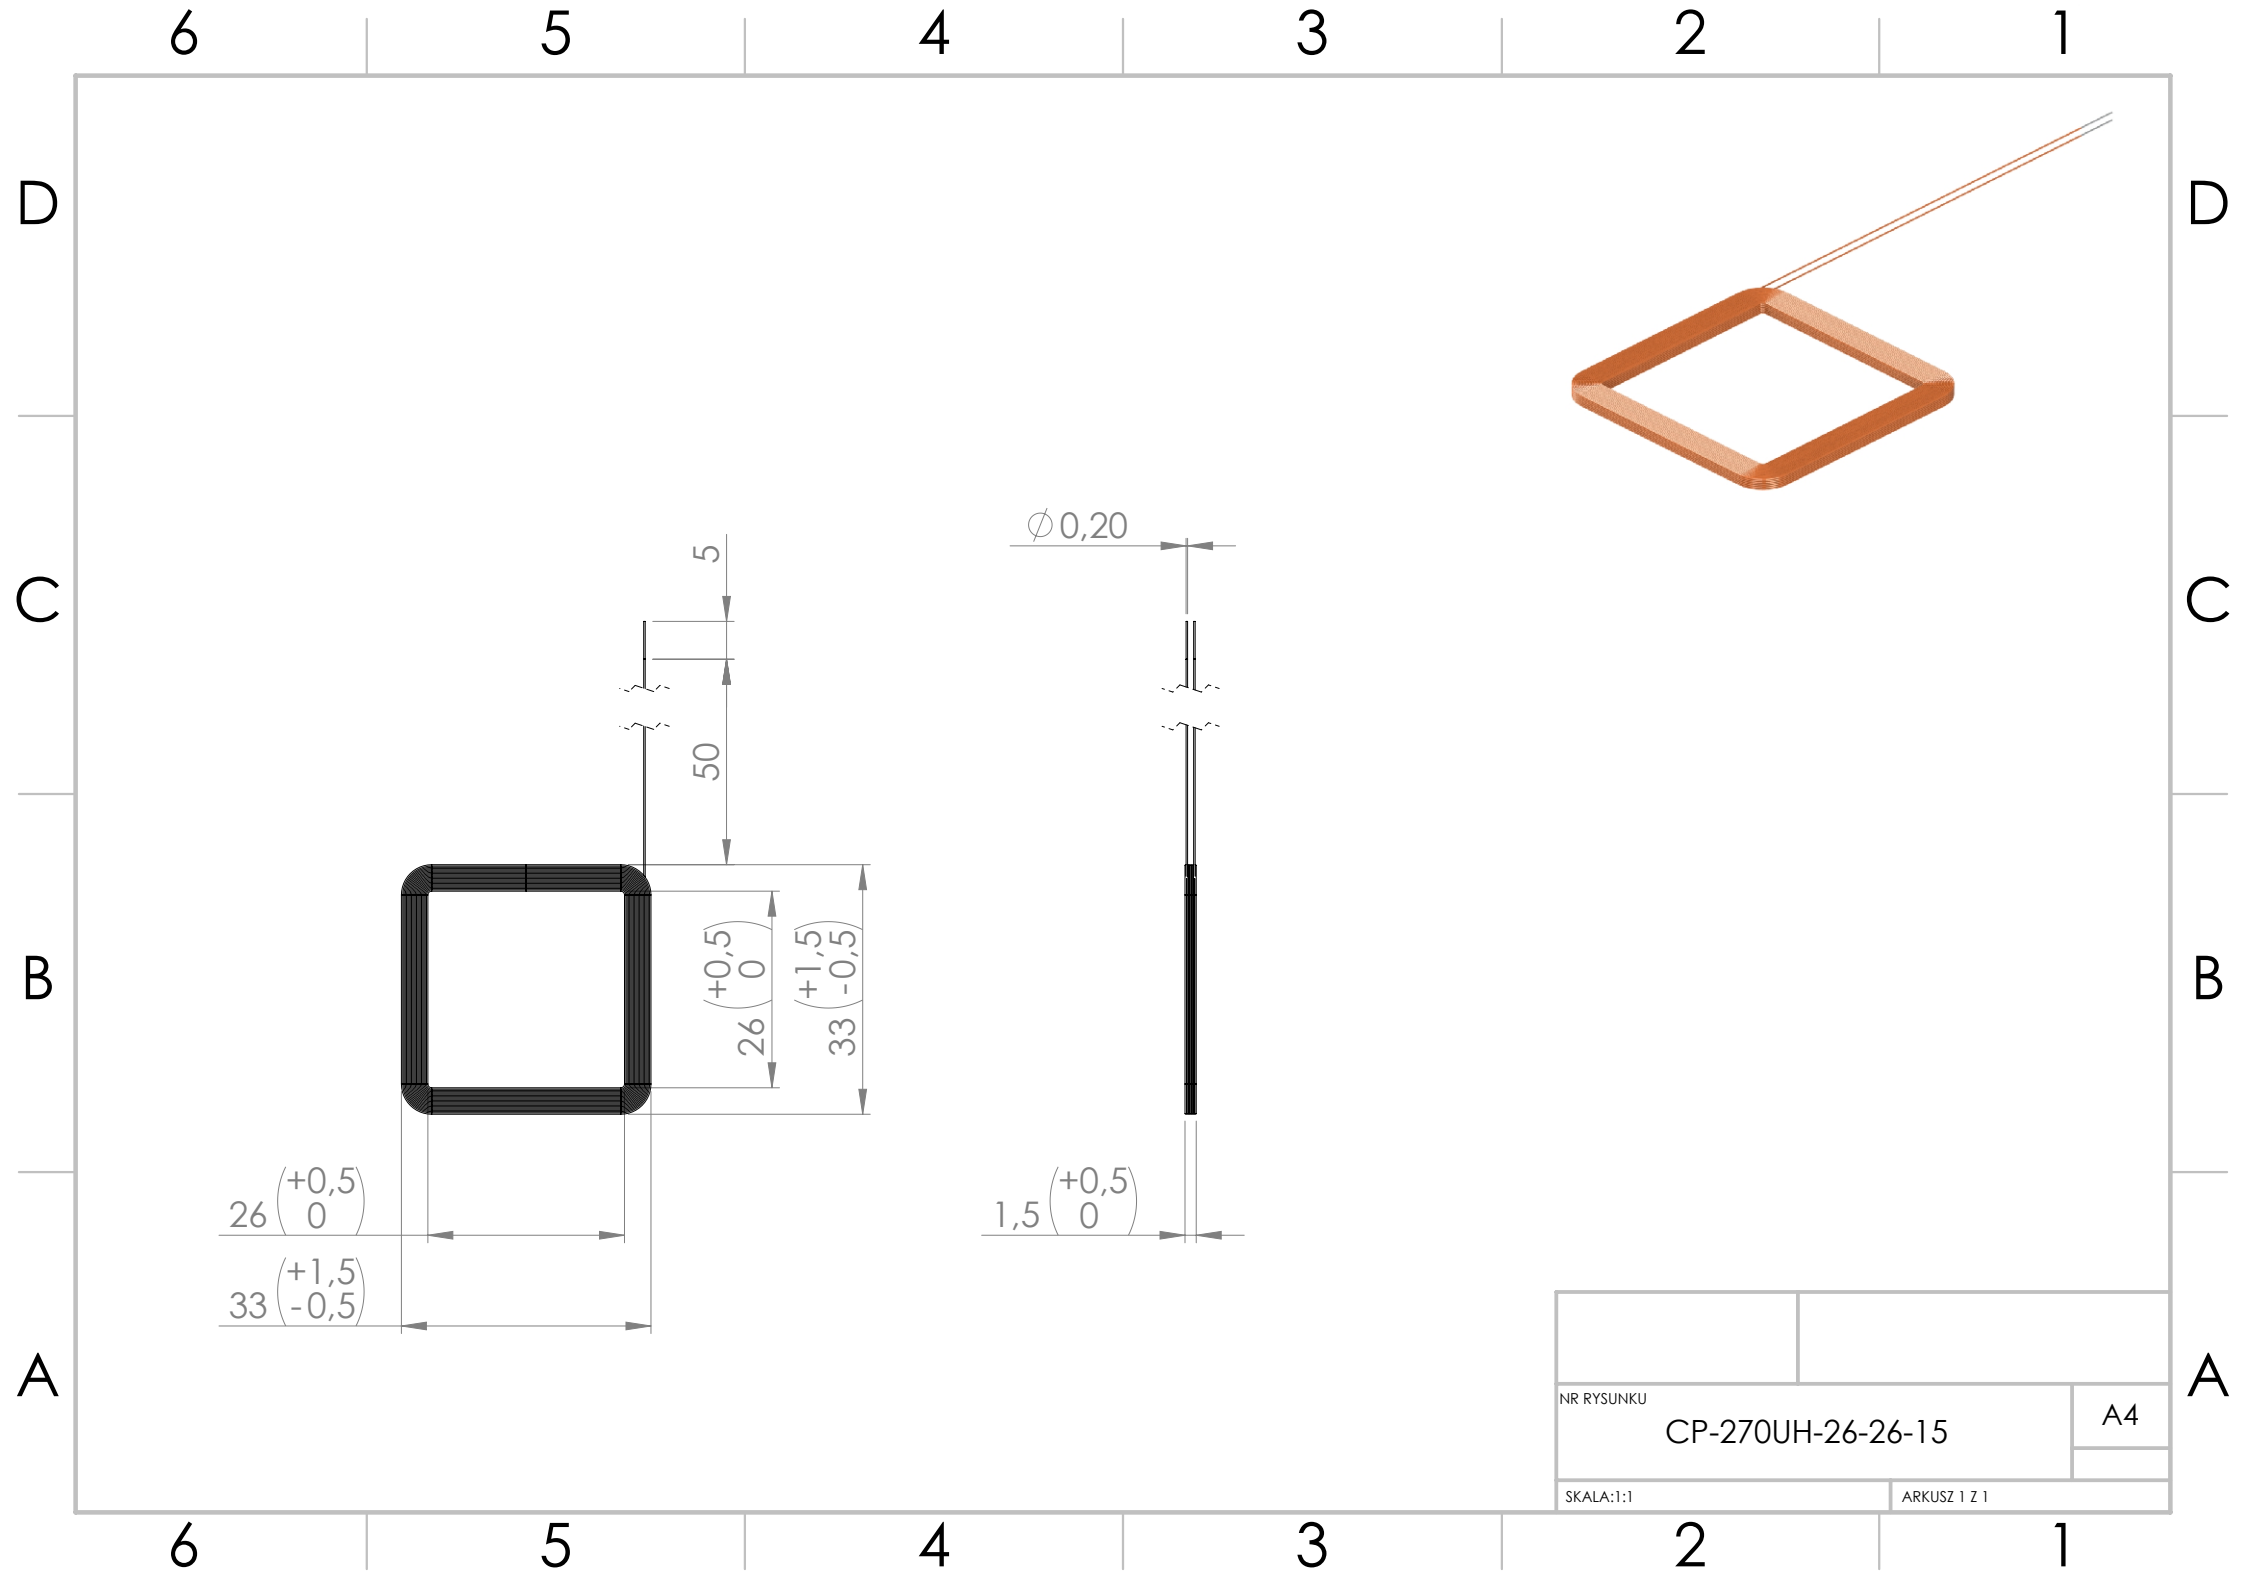 6 5 4 3 2 1
D D
⌀0,20
5
C C
50
B B
26 (+0,5 0)
33 (+1,5 -0,5)
26 (+0,5 0)
1,5 (+0,5 0)
33 (+1,5 -0,5)
A A
NR RYSUNKU
CP-270UH-26-26-15
A4
SKALA:1:1
ARKUSZ 1 Z 1
6 5 4 3 2 1